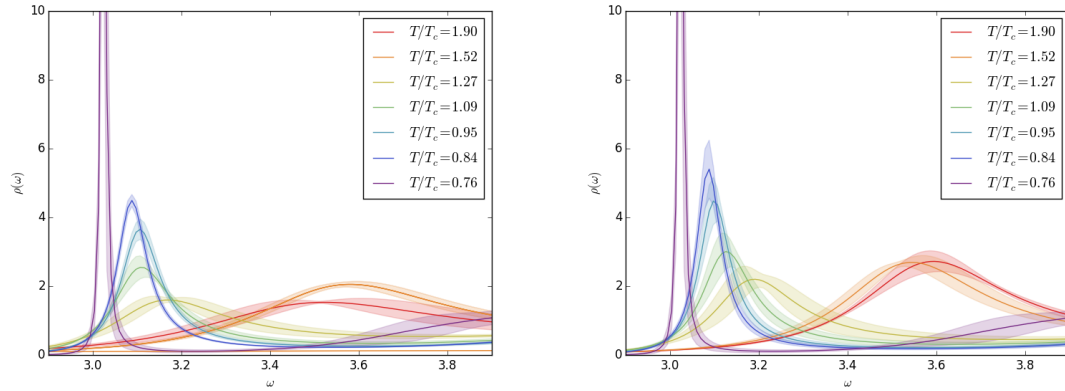 10
8
6
4
2
0
ρ(ω)
3.0
3.2
3.4
3.6
3.8
ω
T/T_c=1.90
T/T_c=1.52
T/T_c=1.27
T/T_c=1.09
T/T_c=0.95
T/T_c=0.84
T/T_c=0.76
10
8
6
4
2
0
ρ(ω)
3.0
3.2
3.4
3.6
3.8
ω
T/T_c=1.90
T/T_c=1.52
T/T_c=1.27
T/T_c=1.09
T/T_c=0.95
T/T_c=0.84
T/T_c=0.76